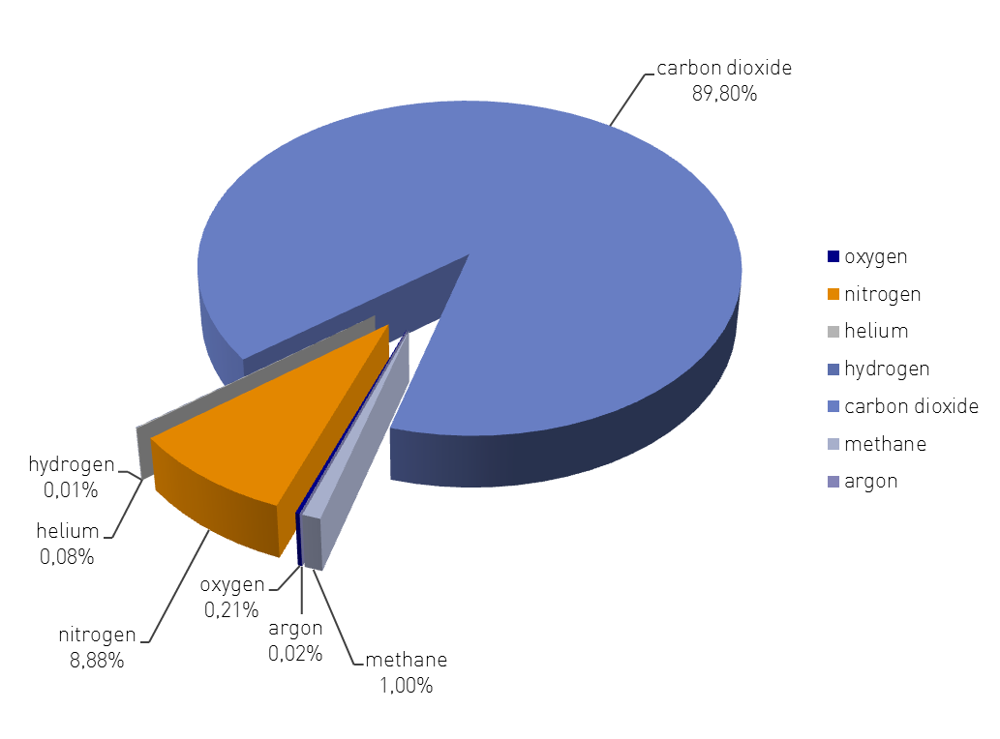 carbon dioxide
89,80%
oxygen
nitrogen
helium
hydrogen
carbon dioxide
methane
argon
hydrogen
0,01%
helium
0,08%
nitrogen
8,88%
oxygen
0,21%
argon
0,02%
methane
1,00%